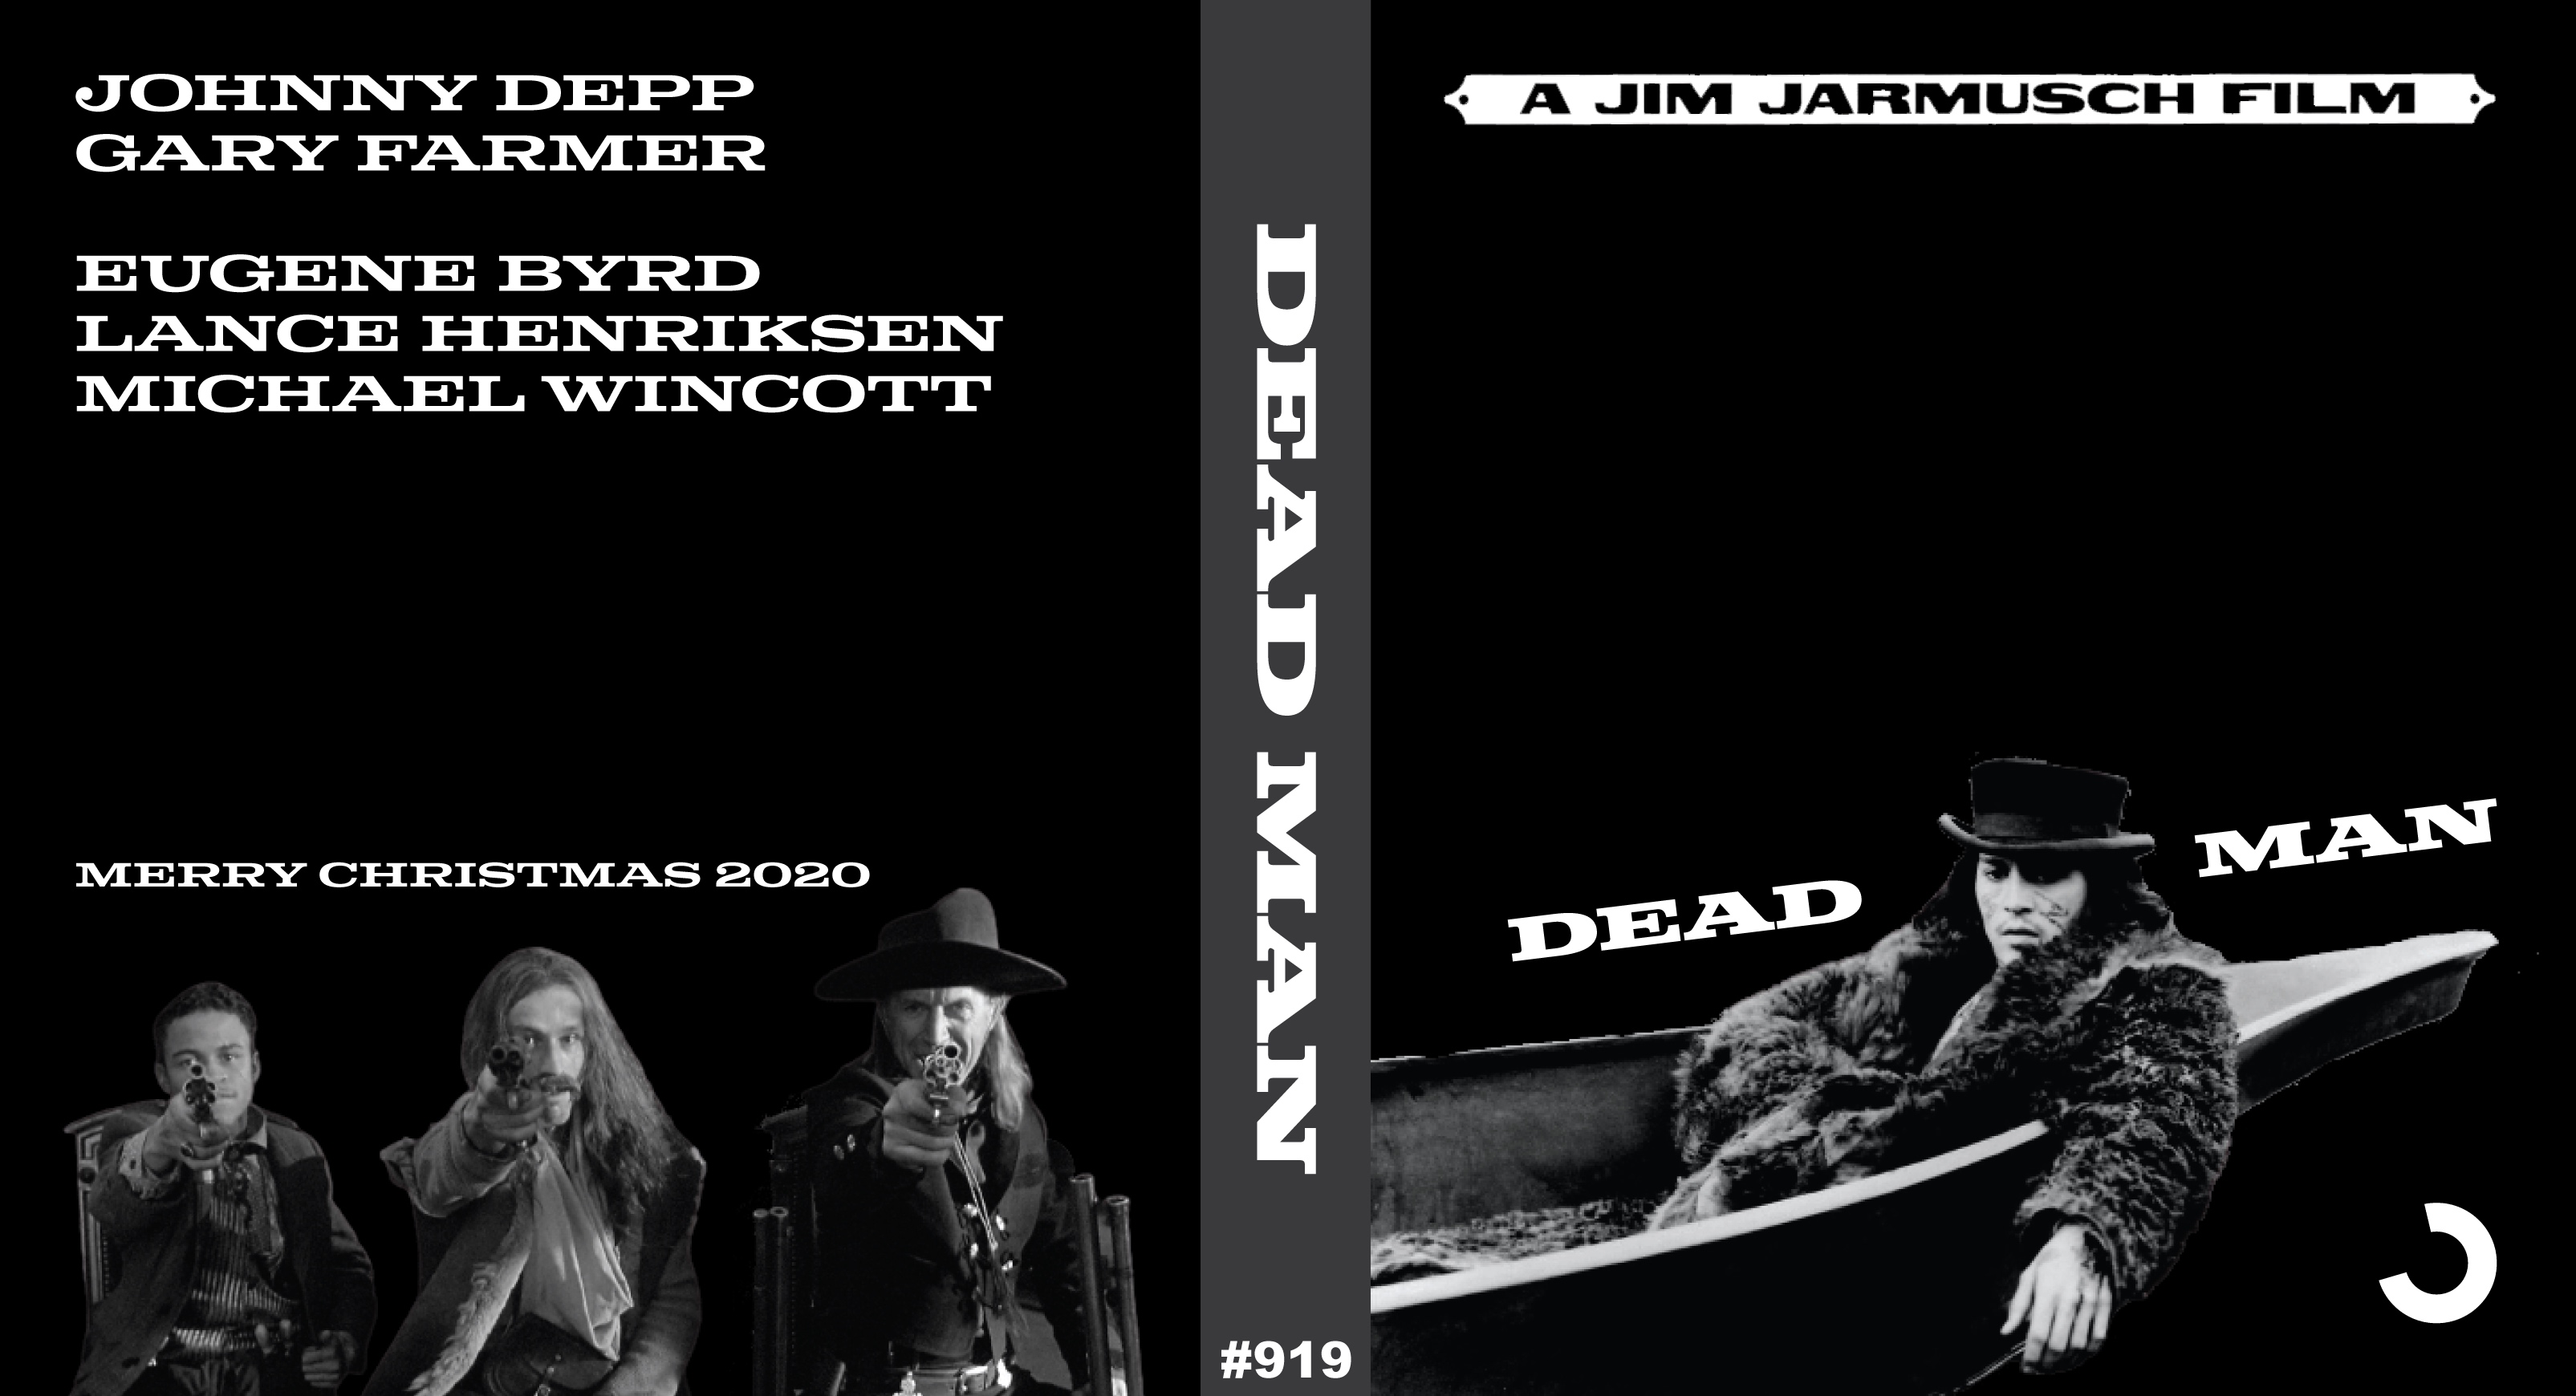 JOHNNY DEPP
GARY FARMER
EUGENE BYRD
LANCE HENRIKSEN
MICHAEL WINCOTT
MERRY CHRISTMAS 2020
DEAD MAN
#919
A JIM JARMUSCH FILM
DEAD MAN